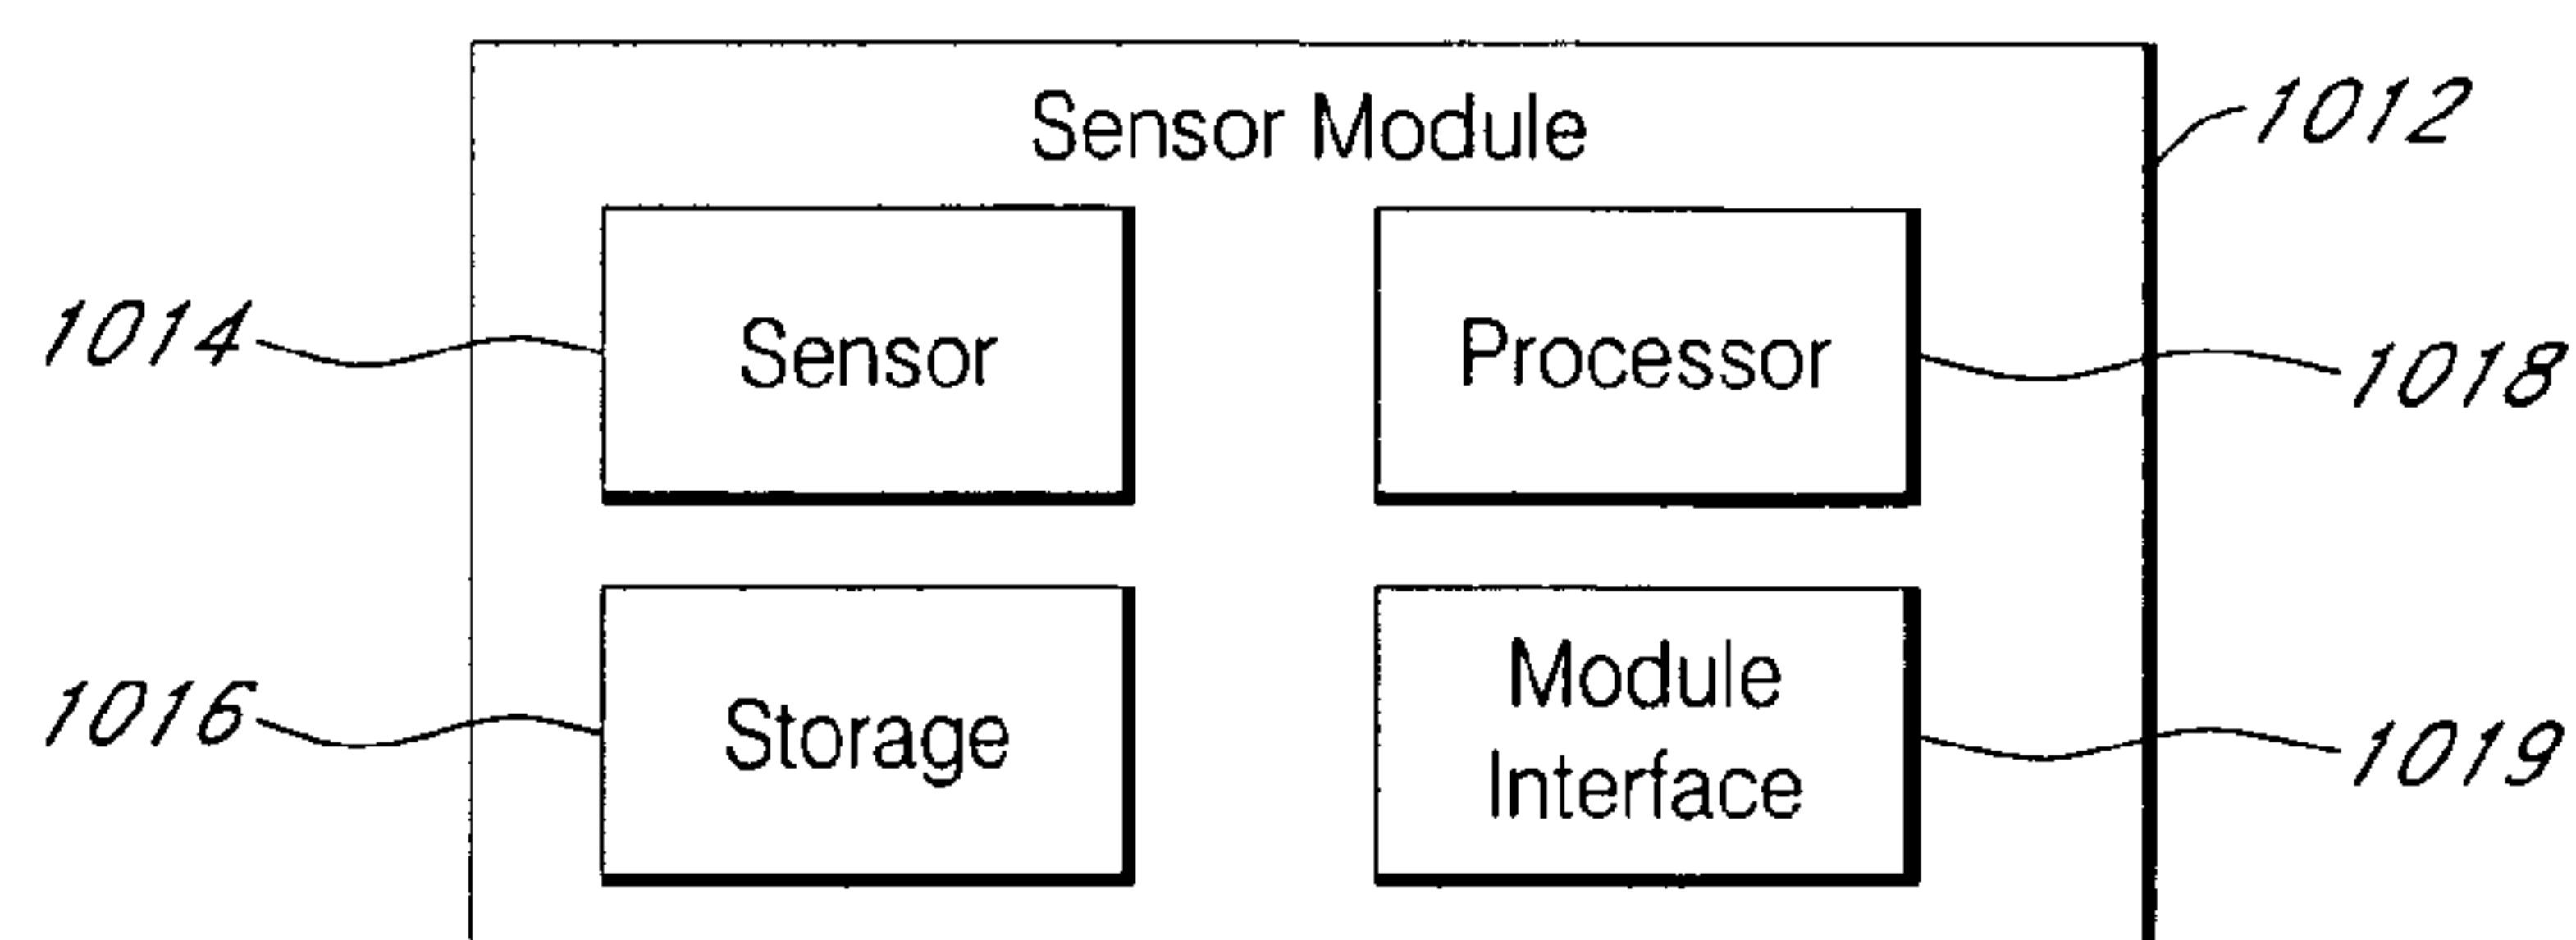 Sensor Module
1012
1014
Sensor
Processor
1018
1016
Storage
Module
Interface
1019